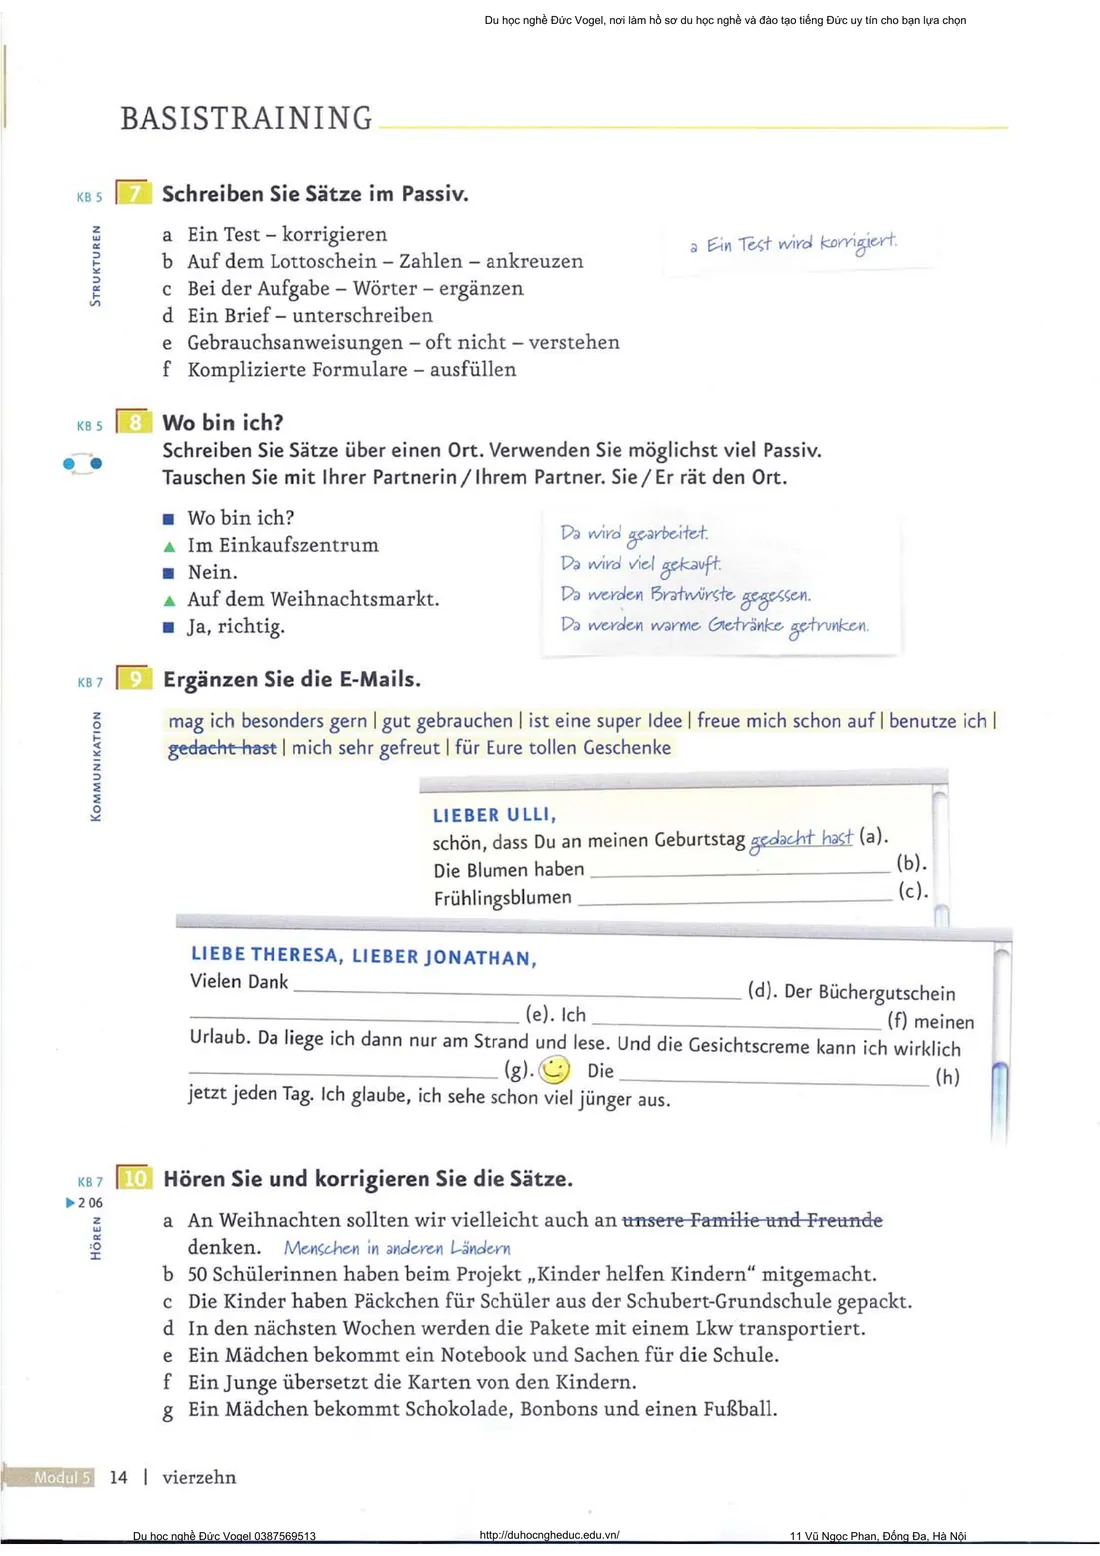 Du học nghề Đức Vogel, nơi làm hồ sơ du học nghề và đào tạo tiếng Đức uy tín cho bạn lựa chọn
BASISTRAINING
KB 5 7 Schreiben Sie Sätze im Passiv.
STRUKTUREN
a Ein Test – korrigieren
a Ein Test wird korrigiert.
b Auf dem Lottoschein – Zahlen – ankreuzen
c Bei der Aufgabe – Wörter – ergänzen
d Ein Brief – unterschreiben
e Gebrauchsanweisungen – oft nicht – verstehen
f Komplizierte Formulare – ausfüllen
KB 5 8 Wo bin ich?
Schreiben Sie Sätze über einen Ort. Verwenden Sie möglichst viel Passiv.
Tauschen Sie mit Ihrer Partnerin / Ihrem Partner. Sie / Er rät den Ort.
■ Wo bin ich?
▲ Im Einkaufszentrum
■ Nein.
▲ Auf dem Weihnachtsmarkt.
■ Ja, richtig.
Da wird gearbeitet.
Da wird viel gekauft.
Da werden Bratwürste gegessen.
Da werden warme Getränke getrunken.
KB 7 9 Ergänzen Sie die E-Mails.
KOMMUNIKATION
mag ich besonders gern | gut gebrauchen | ist eine super Idee | freue mich schon auf | benutze ich |
gedacht hast | mich sehr gefreut | für Eure tollen Geschenke
LIEBER ULLI,
schön, dass Du an meinen Geburtstag gedacht hast (a).
Die Blumen haben ____________ (b).
Frühlingsblumen ____________ (c).
LIEBE THERESA, LIEBER JONATHAN,
Vielen Dank ____________ (d). Der Büchergutschein
____________ (e). Ich ____________ (f) meinen
Urlaub. Da liege ich dann nur am Strand und lese. Und die Gesichtscreme kann ich wirklich
____________ (g). Die ____________ (h)
jetzt jeden Tag. Ich glaube, ich sehe schon viel jünger aus.
KB 7 10 Hören Sie und korrigieren Sie die Sätze.
▶ 2 06
HÖREN
a An Weihnachten sollten wir vielleicht auch an unsere Familie und Freunde
denken. Menschen in anderen Ländern
b 50 Schülerinnen haben beim Projekt „Kinder helfen Kindern“ mitgemacht.
c Die Kinder haben Päckchen für Schüler aus der Schubert-Grundschule gepackt.
d In den nächsten Wochen werden die Pakete mit einem Lkw transportiert.
e Ein Mädchen bekommt ein Notebook und Sachen für die Schule.
f Ein Junge übersetzt die Karten von den Kindern.
g Ein Mädchen bekommt Schokolade, Bonbons und einen Fußball.
Modul 5 14 | vierzehn
Du học nghề Đức Vogel 0387569513 http://duhocngheduc.edu.vn/ 11 Vũ Ngọc Phan, Đống Đa, Hà Nội